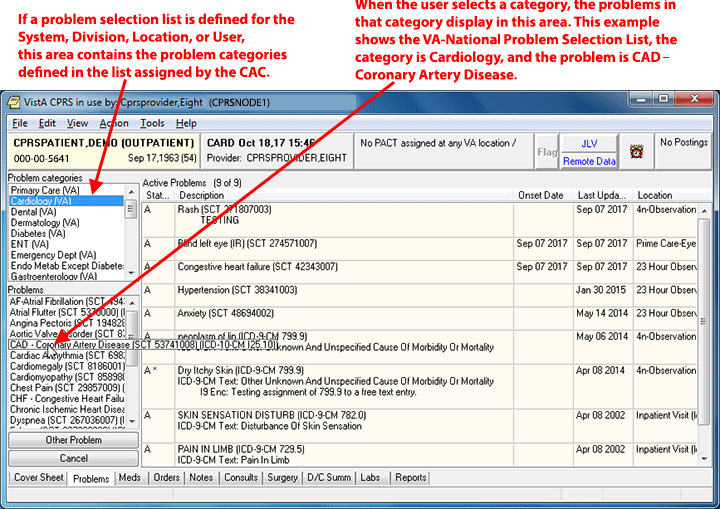 If a problem selection list is defined for the
System, Division, Location, or User,
this area contains the problem categories
defined in the list assigned by the CAC.
When the user selects a category, the problems in
that category display in this area. This example
shows the VA-National Problem Selection List, the
category is Cardiology, and the problem is CAD –
Coronary Artery Disease.
VistA CPRS in use by: Cprsprovider,Eight (CPRSNODE1)
File Edit View Action Tools Help
CPRSPATIENT,DEMO (OUTPATIENT)
000-00-5641 Sep 17,1963 (54)
CARD Oct 18,17 15:46
Provider: CPRSPROVIDER,EIGHT
No PACT assigned at any VA location /
Flag
JLV
Remote Data
No Postings
Problem categories
Primary Care (VA)
Cardiology (VA)
Dental (VA)
Dermatology (VA)
Diabetes (VA)
ENT (VA)
Emergency Dept (VA)
Endo Metab Except Diabete
Gastroenterology (VA)
Problems
AF-Atrial Fibrillation (SCT 494
Atrial Flutter (SCT 5370000) (I
Angina Pectoris (SCT 194828
Aortic Valve Disorder (SCT 8
CAD - Coronary Artery Disease (SCT 53741008) (ICD-10-CM I25.10)
Cardiac Arrhythmia (SCT 698
Cardiomegaly (SCT 8186001)
Cardiomyopathy (SCT 858980
Chest Pain (SCT 29857009) (
CHF - Congestive Heart Failu
Chronic Ischemic Heart Disea
Dyspnea (SCT 267036007) (I
Other Problem
Cancel
Active Problems (9 of 9)
Stat... Description Onset Date Last Upda... Location
A Rash (SCT 271807003) Sep 07 2017 4n-Observation
TESTING
A Blind left eye (IR) (SCT 274571007) Sep 07 2017 Sep 07 2017 Prime Care-Eye
A Congestive heart failure (SCT 42343007) Sep 07 2017 Sep 07 2017 23 Hour Observ
A Hypertension (SCT 38341003) Jan 30 2015 23 Hour Observ
A Anxiety (SCT 48694002) May 14 2014 23 Hour Observ
A neoplasm of lip (ICD-9-CM 799.9) May 06 2014 4n-Observation
Other Unknown And Unspecified Cause Of Morbidity Or Mortality
A * Dry Itchy Skin (ICD-9-CM 799.9) Apr 08 2014 4n-Observation
ICD-9-CM Text: Other Unknown And Unspecified Cause Of Morbidity Or Mortality
I9 Enc: Testing assignment of 799.9 to a free text entry.
A SKIN SENSATION DISTURB (ICD-9-CM 782.0) Apr 08 2002 Inpatient Visit (I
ICD-9-CM Text: Disturbance Of Skin Sensation
A PAIN IN LIMB (ICD-9-CM 729.5) Apr 08 2002 Inpatient Visit (I
ICD-9-CM Text: Pain In Limb
Cover Sheet Problems Meds Orders Notes Consults Surgery D/C Summ Labs Reports